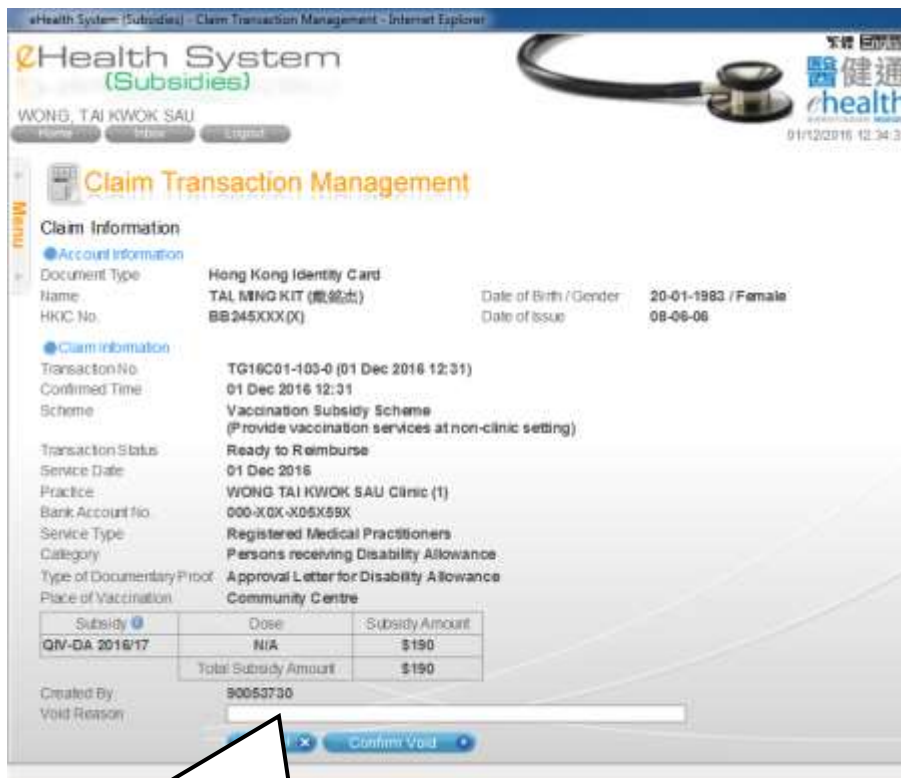 eHealth System (Subsidies) - Claim Transaction Management - Internet Explorer
eHealth System
(Subsidies)
繁體
醫健通
ehealth
WONG, TAI KWOK SAU
Home Inbox Logout
01/12/2016 12:34:3
Menu
Claim Transaction Management
Claim Information
Account Information
Document Type Hong Kong Identity Card
Name TAI, MING KIT Date of Birth / Gender 20-01-1983 / Female
HKIC No. BB245XXX(X) Date of Issue 08-06-06
Claim Information
Transaction No. TG16C01-103-0 (01 Dec 2016 12:31)
Confirmed Time 01 Dec 2016 12:31
Scheme Vaccination Subsidy Scheme
(Provide vaccination services at non-clinic setting)
Transaction Status Ready to Reimburse
Service Date 01 Dec 2016
Practice WONG TAI KWOK SAU Clinic (1)
Bank Account No. 000-X0X-X05X59X
Service Type Registered Medical Practitioners
Category Persons receiving Disability Allowance
Type of Documentary Proof Approval Letter for Disability Allowance
Place of Vaccination Community Centre
Subsidy Dose Subsidy Amount
QIV-DA 2016/17 N/A $190
Total Subsidy Amount $190
Created By 90053730
Void Reason
Confirm Void